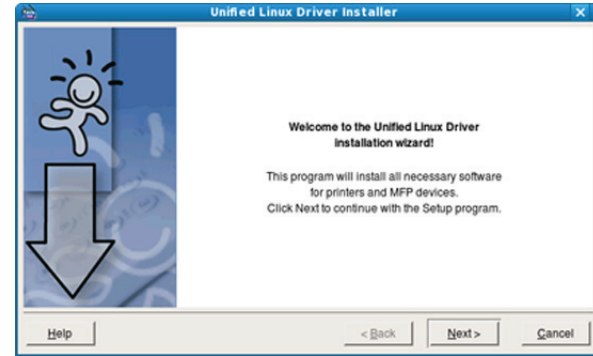 Unified Linux Driver Installer
Welcome to the Unified Linux Driver
installation wizard!
This program will install all necessary software
for printers and MFP devices.
Click Next to continue with the Setup program.
Help
< Back
Next >
Cancel